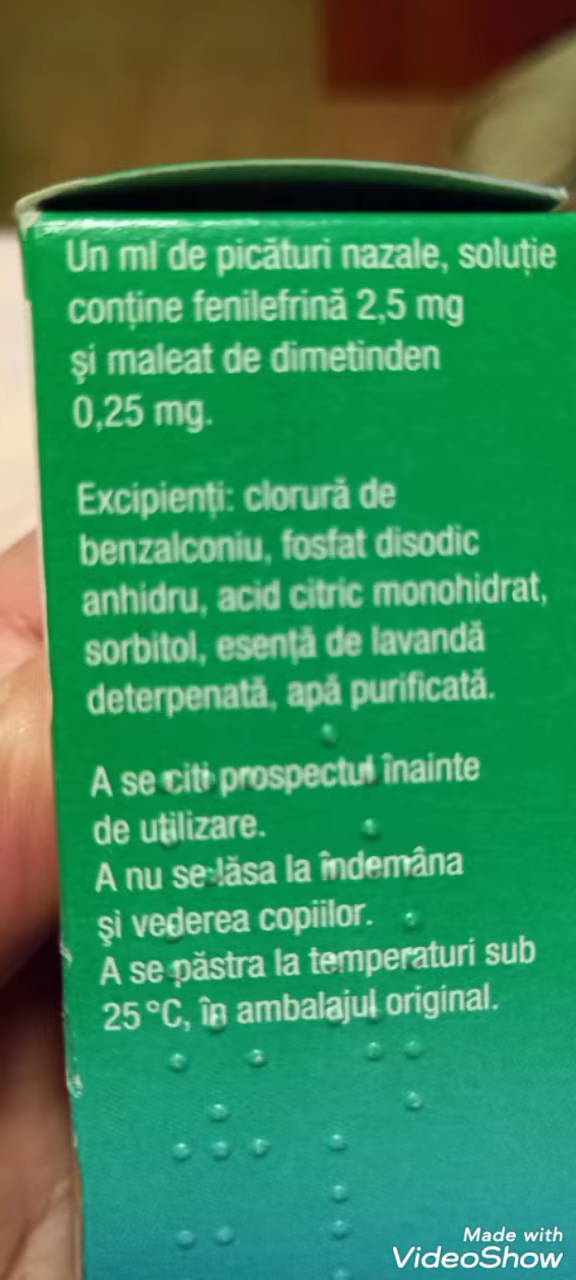 Un ml de picături nazale, soluție
conține fenilefrină 2,5 mg
și maleat de dimetinden
0,25 mg.
Excipienți: clorură de
benzalconiu, fosfat disodic
anhidru, acid citric monohidrat,
sorbitol, esență de lavandă
deterpenată, apă purificată.
A se citi prospectul înainte
de utilizare.
A nu se lăsa la îndemâna
și vederea copiilor.
A se păstra la temperaturi sub
25 °C, în ambalajul original.
Made with
VideoShow